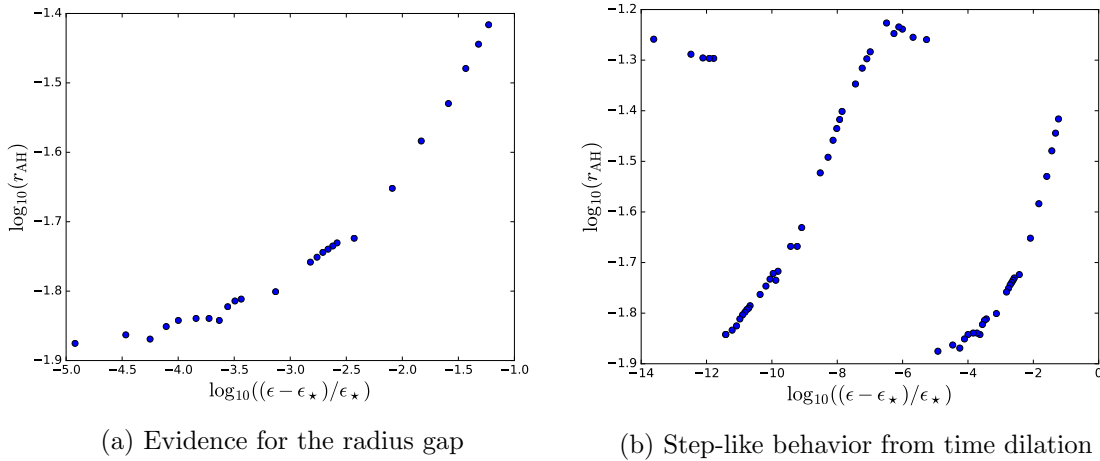 −1.4
−1.5
−1.6
−1.7
−1.8
−1.9
log₁₀(r_AH)
−5.0 −4.5 −4.0 −3.5 −3.0 −2.5 −2.0 −1.5 −1.0
log₁₀((ϵ − ϵ⋆)/ϵ⋆)
(a) Evidence for the radius gap
−1.2
−1.3
−1.4
−1.5
−1.6
−1.7
−1.8
−1.9
log₁₀(r_AH)
−14 −12 −10 −8 −6 −4 −2 0
log₁₀((ϵ − ϵ⋆)/ϵ⋆)
(b) Step-like behavior from time dilation